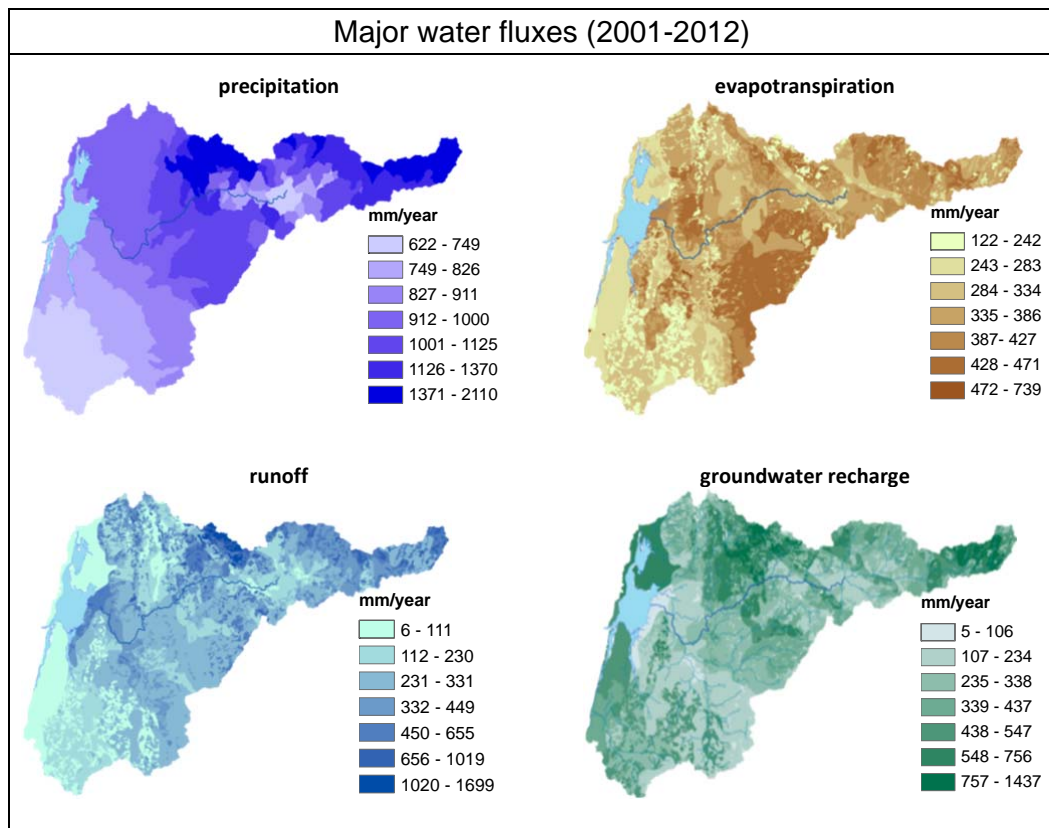 Major water fluxes (2001-2012)
precipitation
mm/year
622 - 749
749 - 826
827 - 911
912 - 1000
1001 - 1125
1126 - 1370
1371 - 2110
evapotranspiration
mm/year
122 - 242
243 - 283
284 - 334
335 - 386
387- 427
428 - 471
472 - 739
runoff
mm/year
6 - 111
112 - 230
231 - 331
332 - 449
450 - 655
656 - 1019
1020 - 1699
groundwater recharge
mm/year
5 - 106
107 - 234
235 - 338
339 - 437
438 - 547
548 - 756
757 - 1437